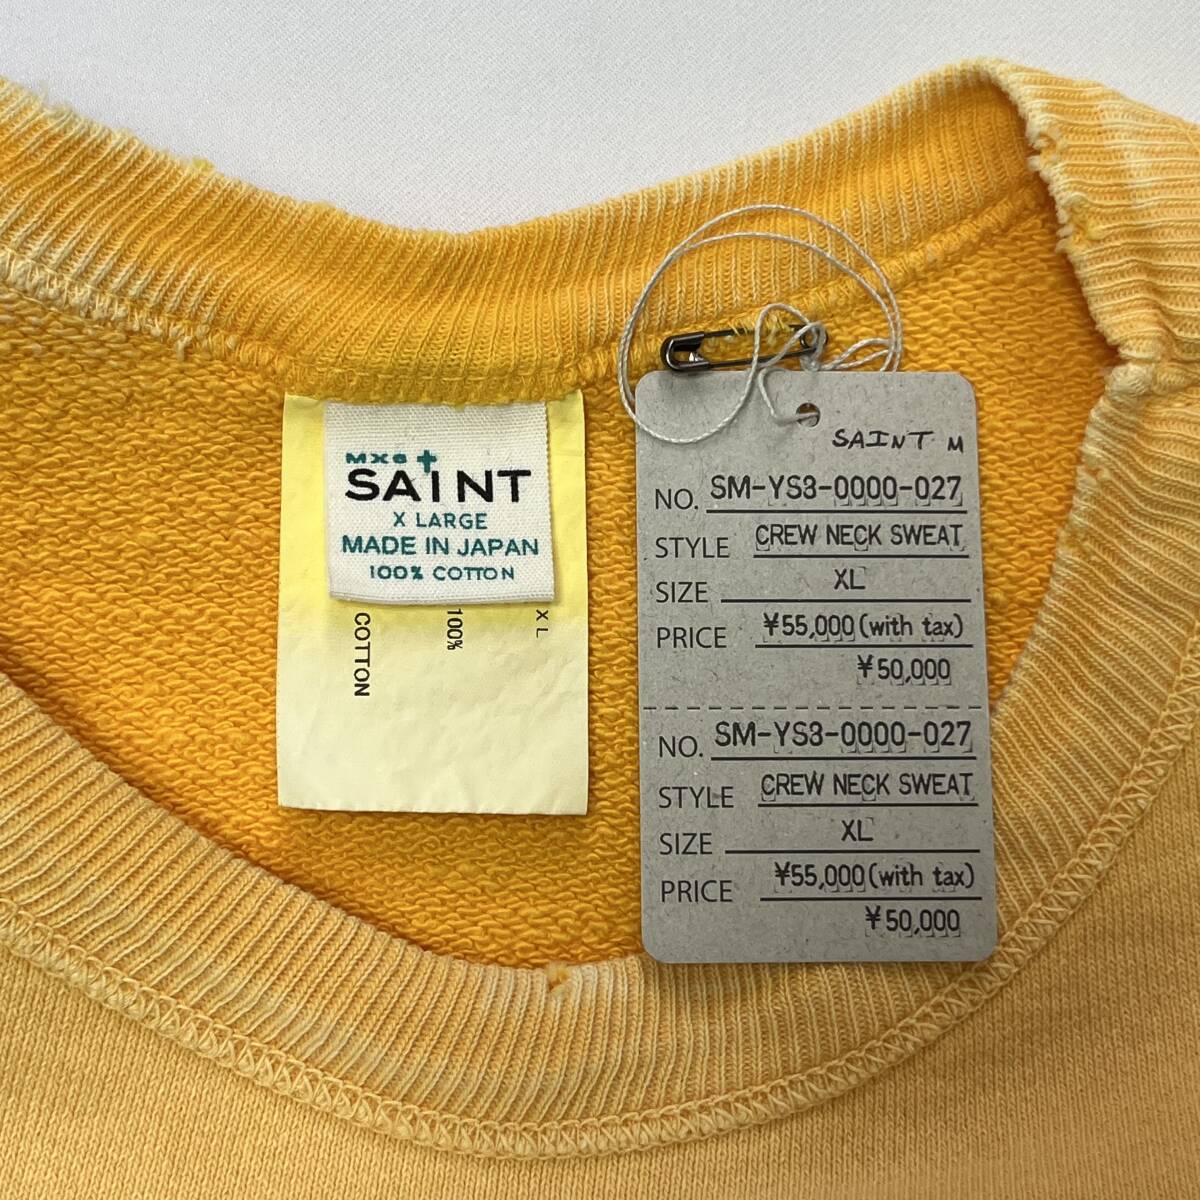 MX6
SAINT
X LARGE
MADE IN JAPAN
100% COTTON
XL
100%
COTTON
SAINT M
NO. SM-YS3-0000-027
STYLE CREW NECK SWEAT
SIZE XL
PRICE ¥55,000(with tax)
¥50,000
NO. SM-YS3-0000-027
STYLE CREW NECK SWEAT
SIZE XL
PRICE ¥55,000(with tax)
¥50,000